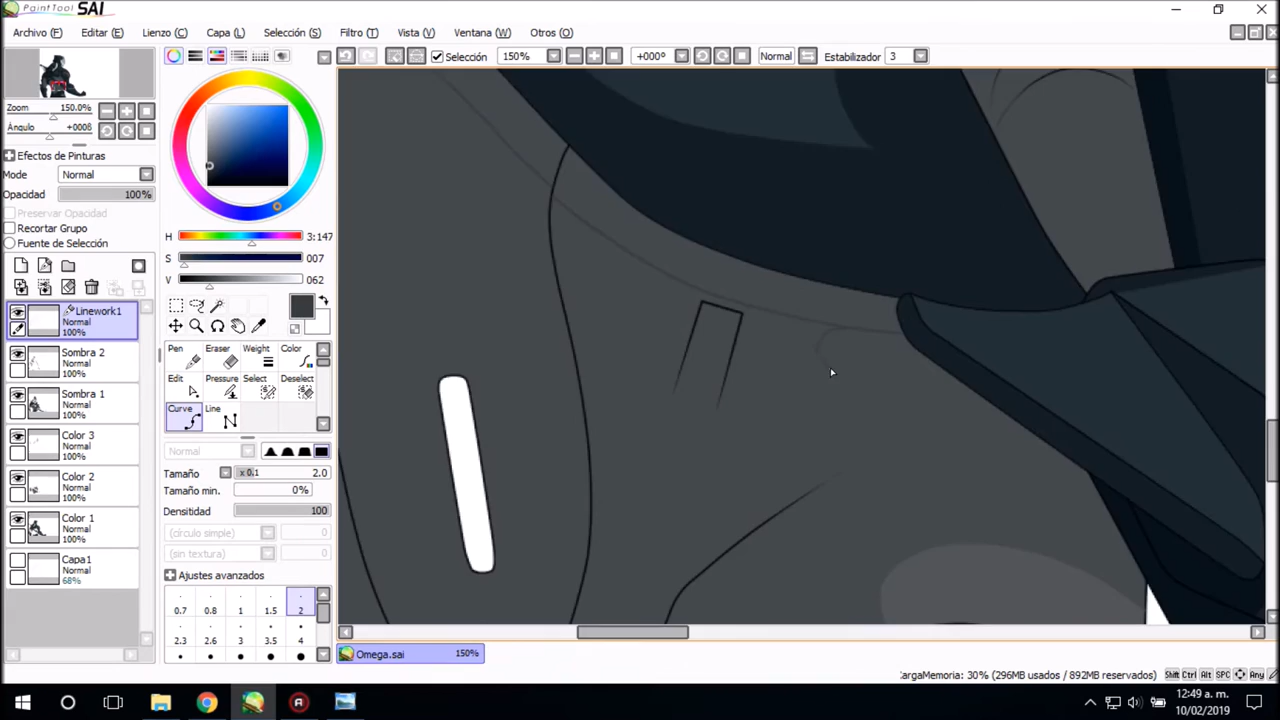 PaintTool SAI
Archivo (F) Editar (E) Lienzo (C) Capa (L) Selección (S) Filtro (T) Vista (V) Ventana (W) Otros (O)
Selección 150% +000º Normal Estabilizador 3
Zoom 150.0%
Ángulo
Efectos de Pinturas
Mode Normal
Opacidad 100%
Preservar Opacidad
Recortar Grupo
Fuente de Selección
Linework1
Normal
100%
Sombra 2
Normal
100%
Sombra 1
Normal
100%
Color 3
Normal
100%
Color 2
Normal
100%
Color 1
Normal
100%
Capa1
Normal
68%
H 3:147
S 007
V 062
Pen Eraser Weight Color
Edit Pressure Select Deselect
Curve Line
Normal
Tamaño x 0.1 2.0
Tamaño min. 0%
Densitidad 100
(círculo simple) 0
(sin textura) 0
Ajustes avanzados
0.7 0.8 1 1.5 2
2.3 2.6 3 3.5 4
Omega.sai 150%
:argaMemoria: 30% (296MB usados / 892MB reservados) Shift Ctrl Alt SPC Any
12:49 a. m.
10/02/2019